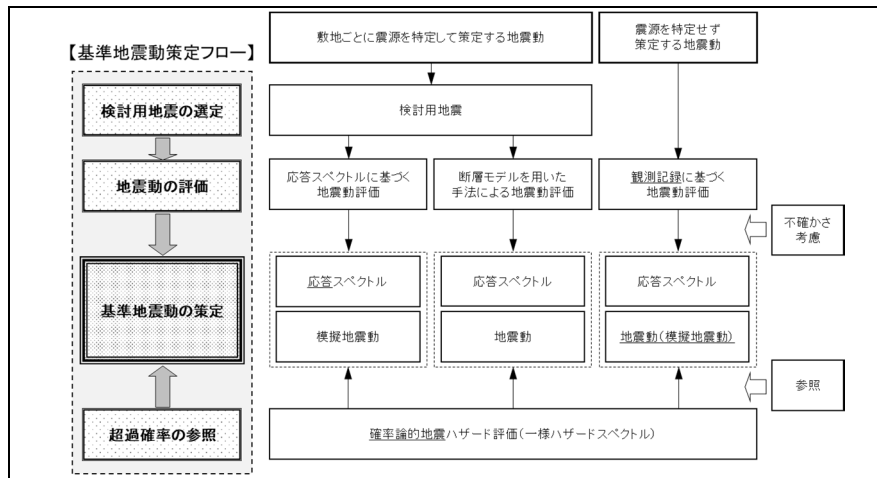 【基準地震動策定フロー】
検討用地震の選定
地震動の評価
基準地震動の策定
超過確率の参照
敷地ごとに震源を特定して策定する地震動
震源を特定せず
策定する地震動
検討用地震
応答スペクトルに基づく
地震動評価
断層モデルを用いた
手法による地震動評価
観測記録に基づく
地震動評価
不確かさ
考慮
応答スペクトル
模擬地震動
応答スペクトル
地震動
応答スペクトル
地震動(模擬地震動)
参照
確率論的地震ハザード評価(一様ハザードスペクトル)